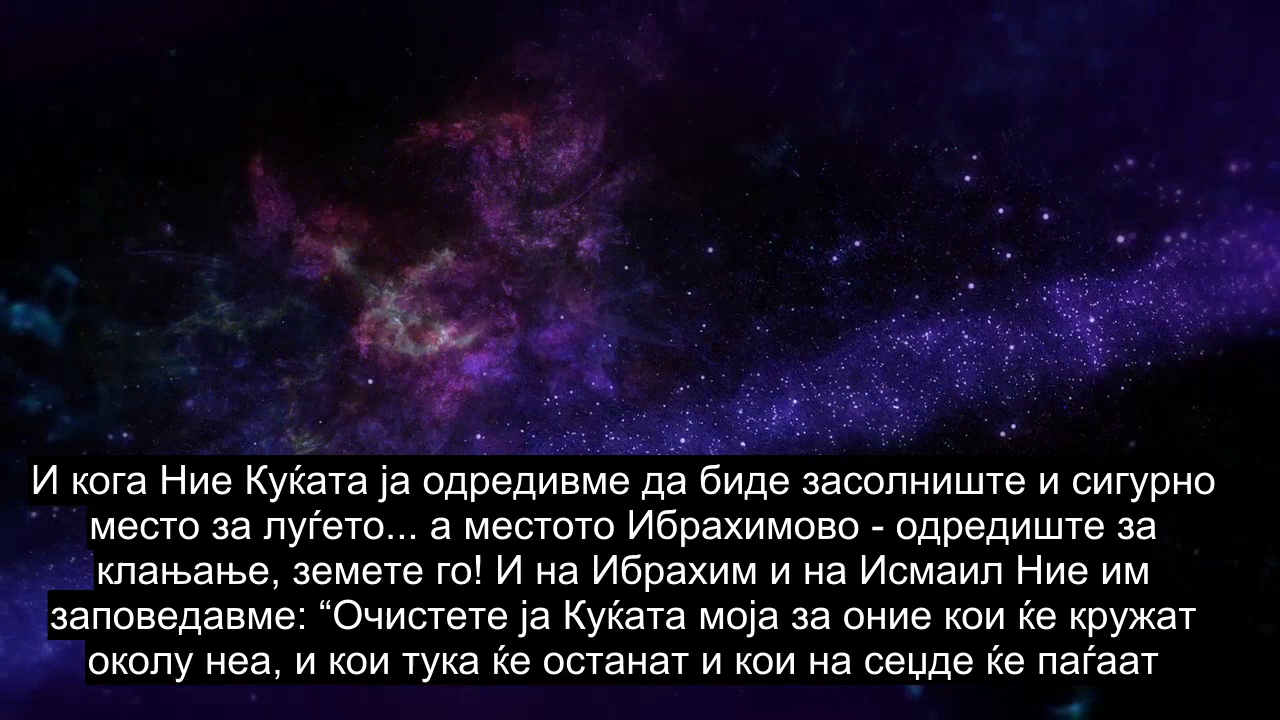 И кога Ние Куќата ја одредивме да биде засолниште и сигурно
место за луѓето... а местото Ибрахимово - одредиште за
клањање, земете го! И на Ибрахим и на Исмаил Ние им
заповедавме: “Очистете ја Куќата моја за оние кои ќе кружат
околу неа, и кои тука ќе останат и кои на сеџде ќе паѓаат